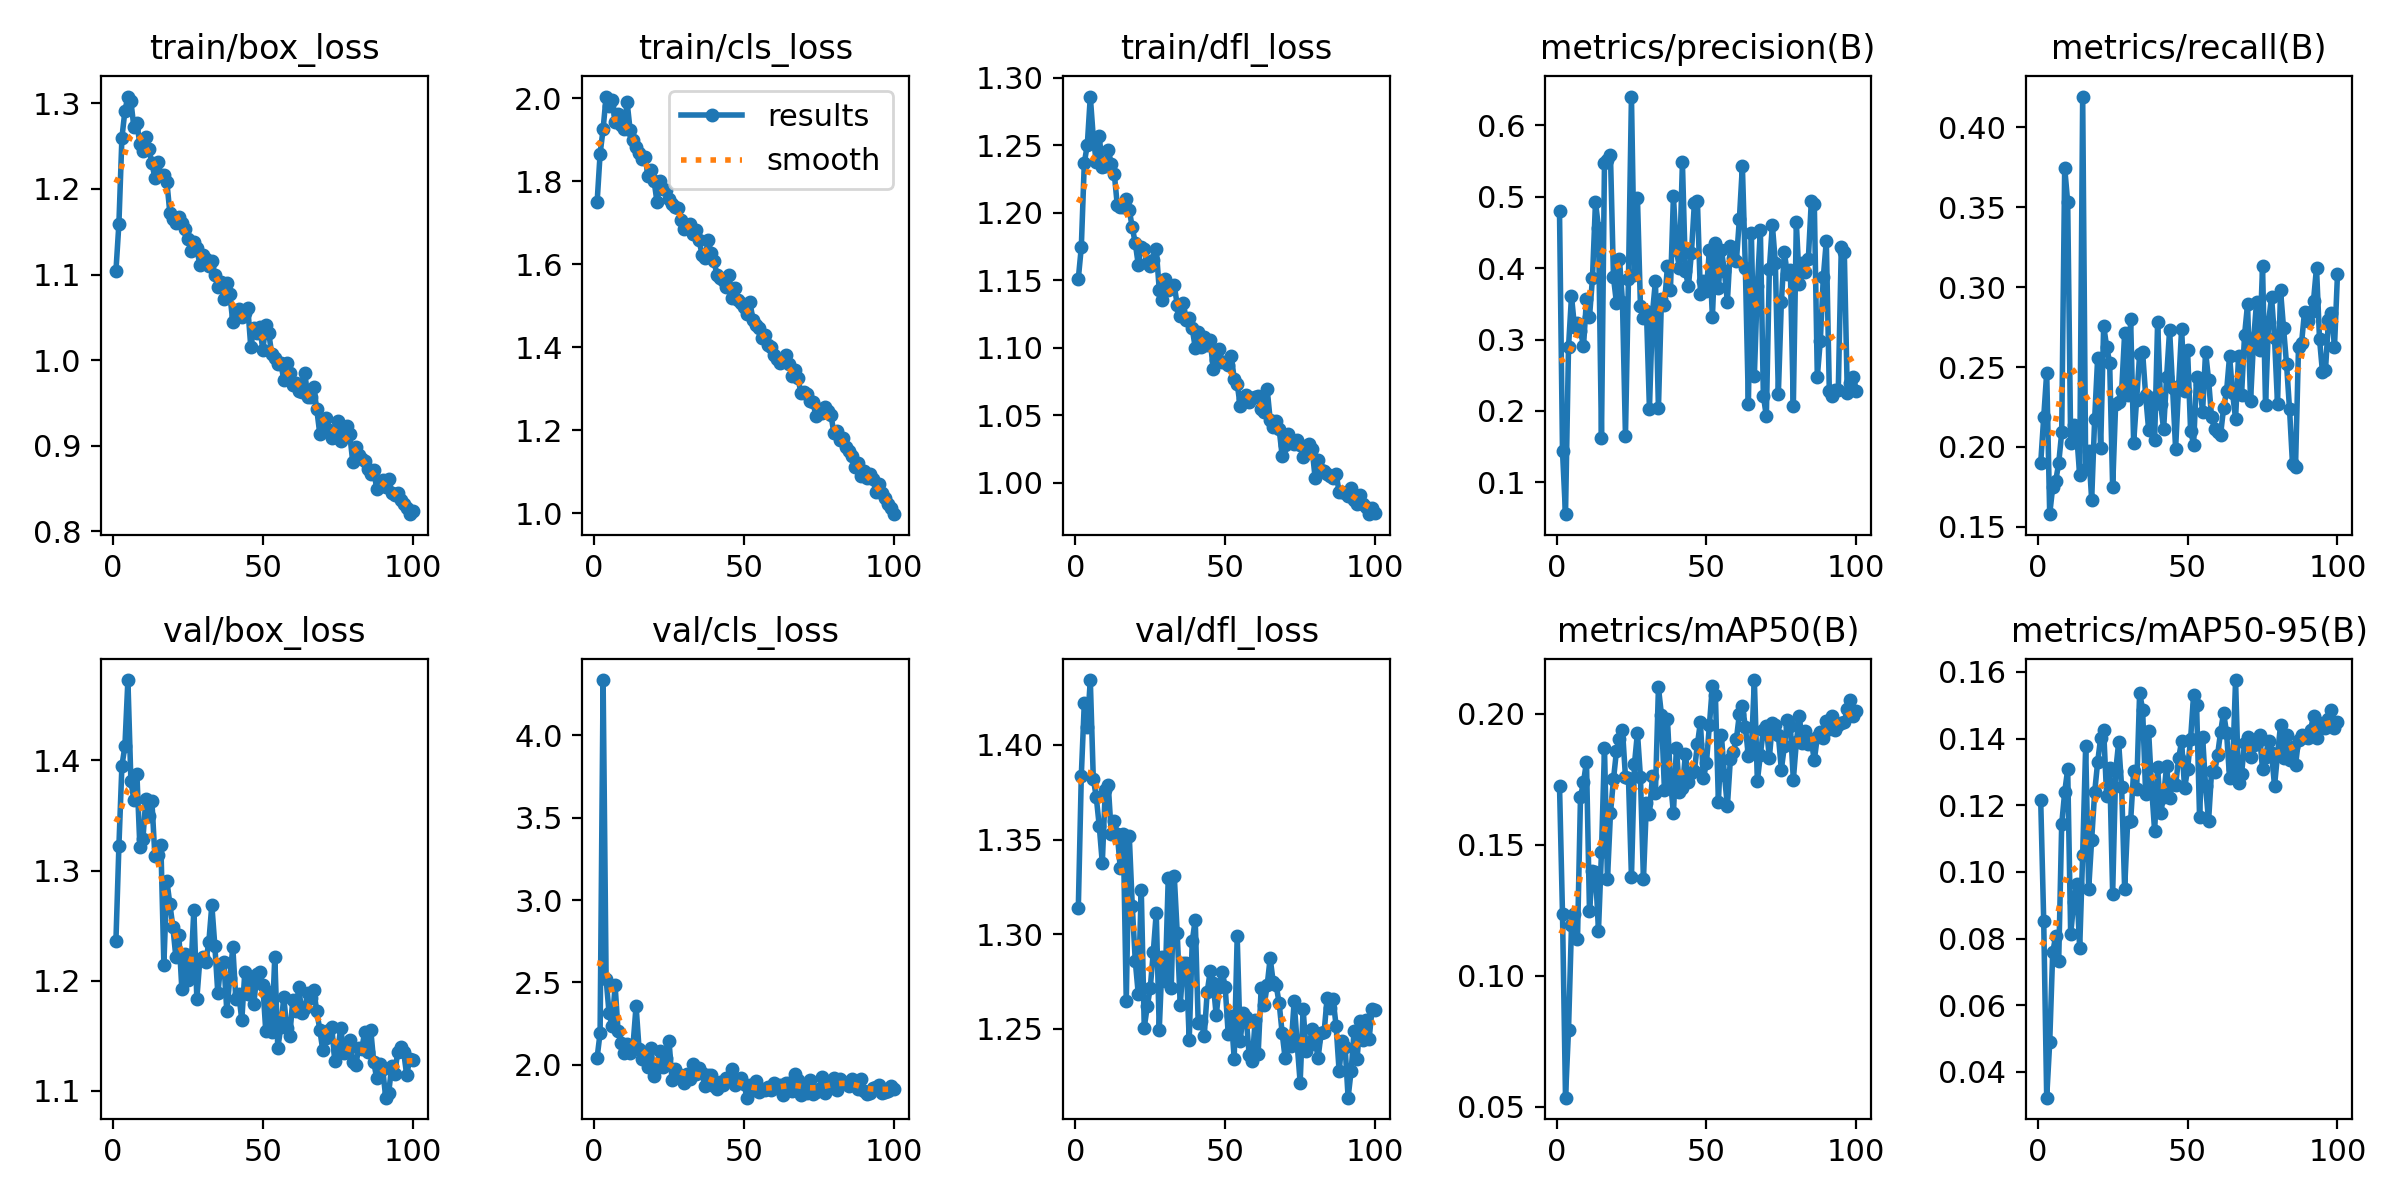 train/box_loss
1.3
1.2
1.1
1.0
0.9
0.8
0 50 100
train/cls_loss
results
smooth
2.0
1.8
1.6
1.4
1.2
1.0
0 50 100
train/dfl_loss
1.30
1.25
1.20
1.15
1.10
1.05
1.00
0 50 100
metrics/precision(B)
0.6
0.5
0.4
0.3
0.2
0.1
0 50 100
metrics/recall(B)
0.40
0.35
0.30
0.25
0.20
0.15
0 50 100
val/box_loss
1.4
1.3
1.2
1.1
0 50 100
val/cls_loss
4.0
3.5
3.0
2.5
2.0
0 50 100
val/dfl_loss
1.40
1.35
1.30
1.25
0 50 100
metrics/mAP50(B)
0.20
0.15
0.10
0.05
0 50 100
metrics/mAP50-95(B)
0.16
0.14
0.12
0.10
0.08
0.06
0.04
0 50 100